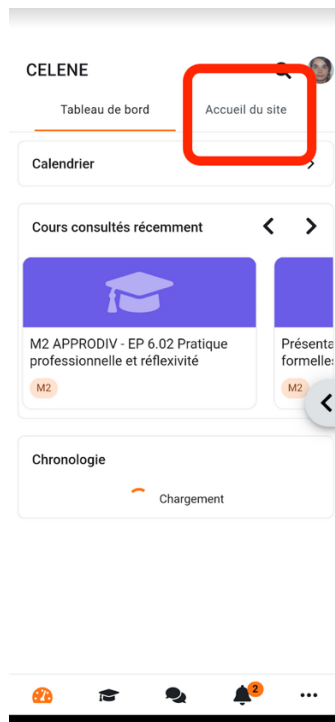 CELENE
Tableau de bord
Accueil du site
Calendrier
Cours consultés récemment
M2 APPRODIV - EP 6.02 Pratique
professionnelle et réflexivité
M2
Présenta
formelle
M2
Chronologie
Chargement
2